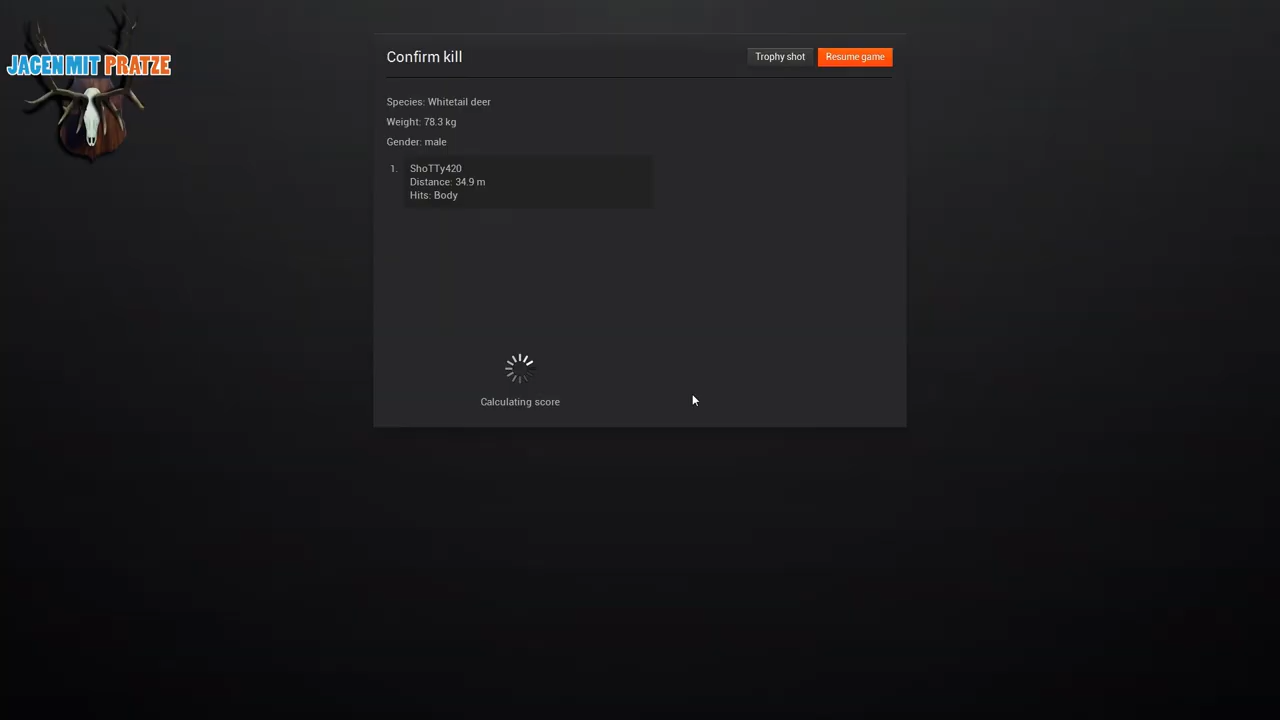 JAGEN MIT PRATZE
Confirm kill
Trophy shot
Resume game
Species: Whitetail deer
Weight: 78.3 kg
Gender: male
1. ShoTTy420
Distance: 34.9 m
Hits: Body
Calculating score